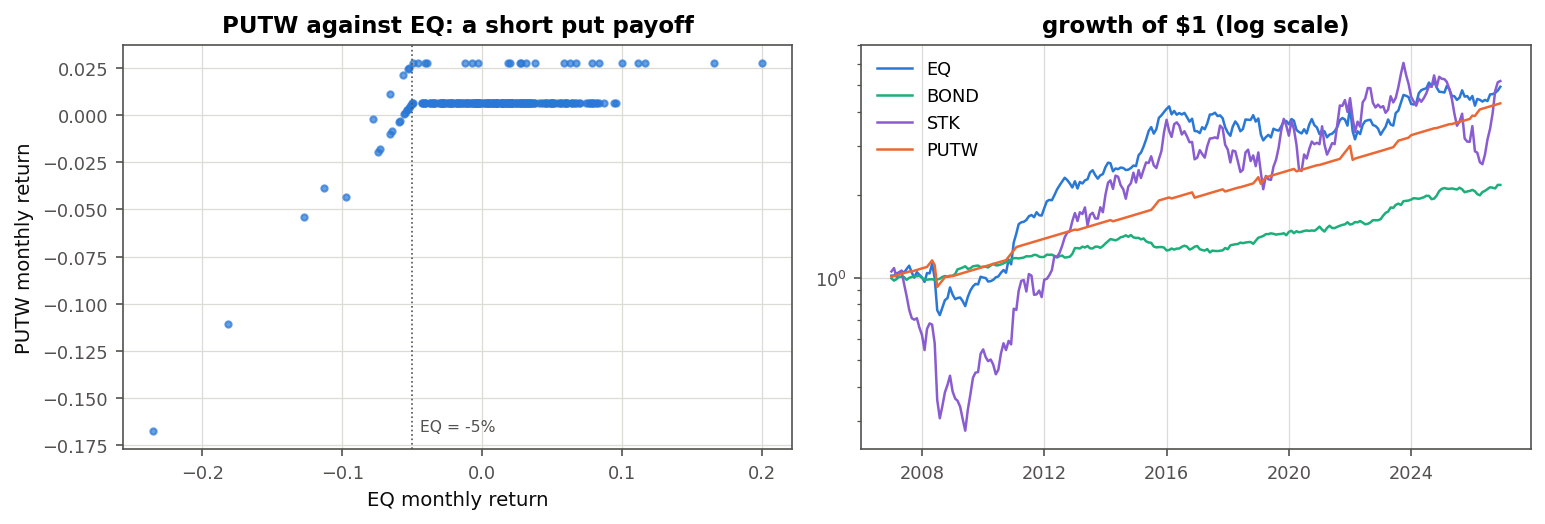 PUTW against EQ: a short put payoff
0.025
0.000
−0.025
−0.050
−0.075
−0.100
−0.125
−0.150
−0.175
PUTW monthly return
EQ = -5%
−0.2
−0.1
0.0
0.1
0.2
EQ monthly return
growth of $1 (log scale)
EQ
BOND
STK
PUTW
10⁰
2008
2012
2016
2020
2024